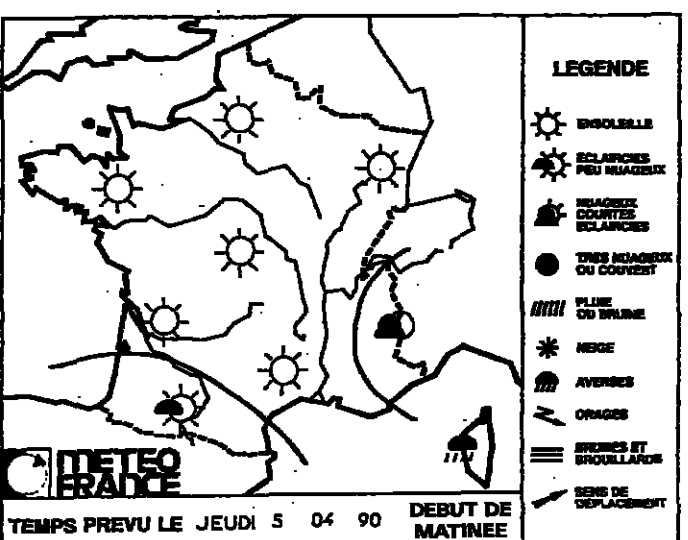 LEGENDE
ENSOLEILLE
ECLAIRCIES
PEU NUAGEUX
NUAGEUX
COURTES
ECLAIRCIES
TRES NUAGEUX
OU COUVERT
PLUIE
OU BRUINE
NEIGE
AVERSES
ORAGES
BRUMES ET
BROUILLARDS
SENS DE
DEPLACEMENT
METEO
FRANCE
TEMPS PREVU LE JEUDI 5 04 90 DEBUT DE
MATINEE